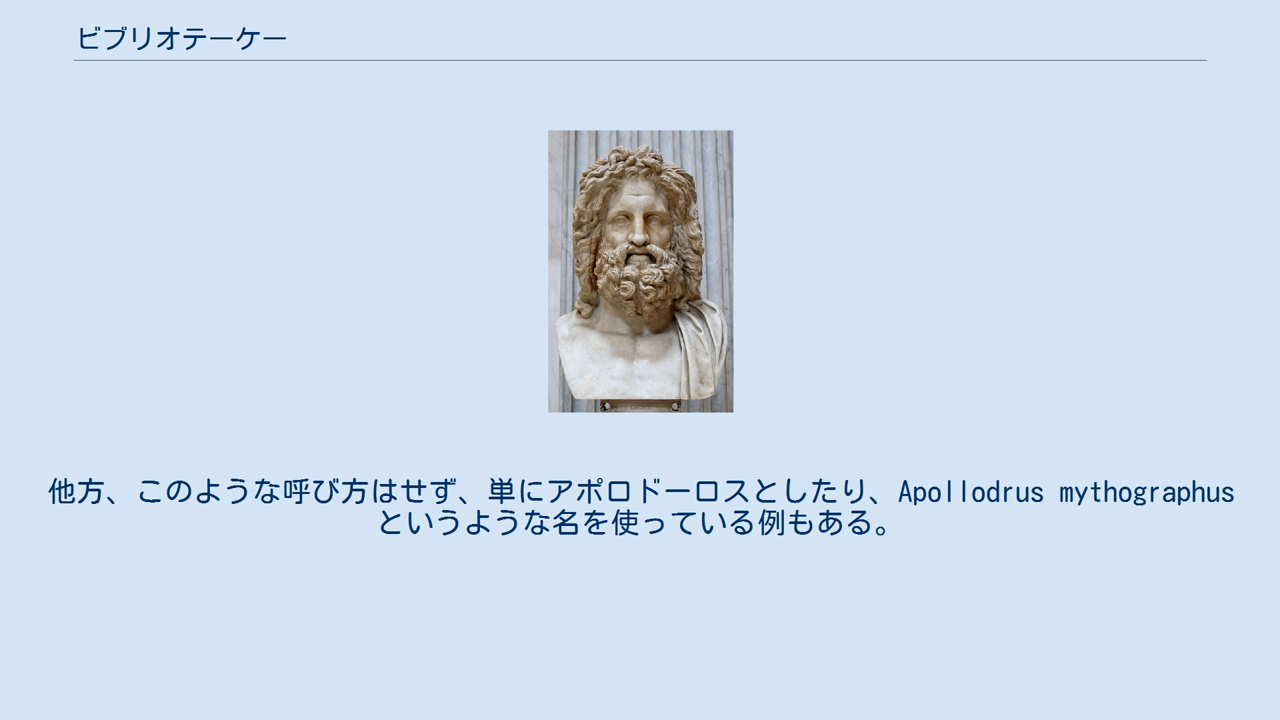 ビブリオテーケー
他方、このような呼び方はせず、単にアポロドーロスとしたり、Apollodrus mythographus
というような名を使っている例もある。